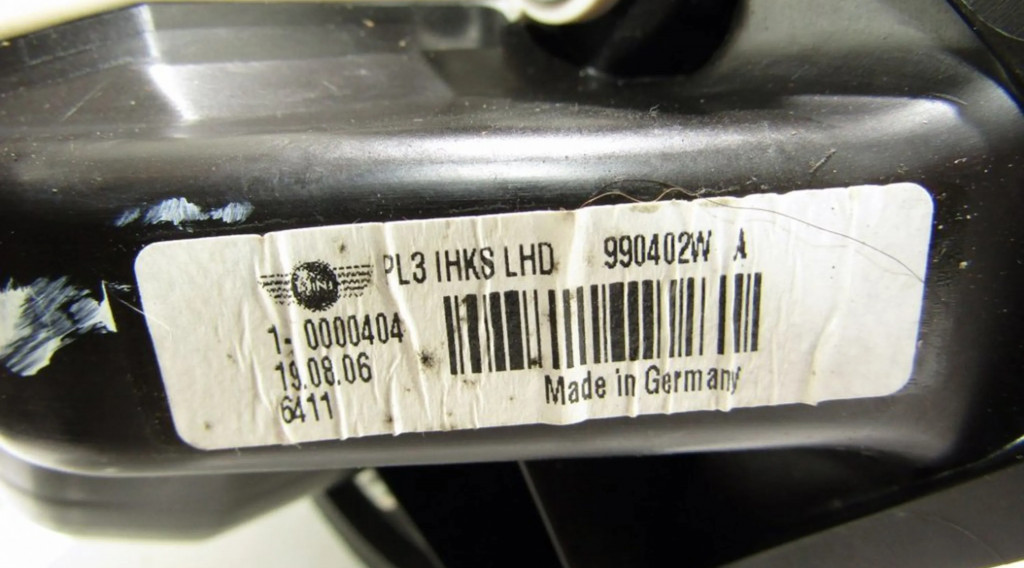 MINI
PL3 IHKS LHD 990402W A
1- 0000404
19.08.06
6411
Made in Germany